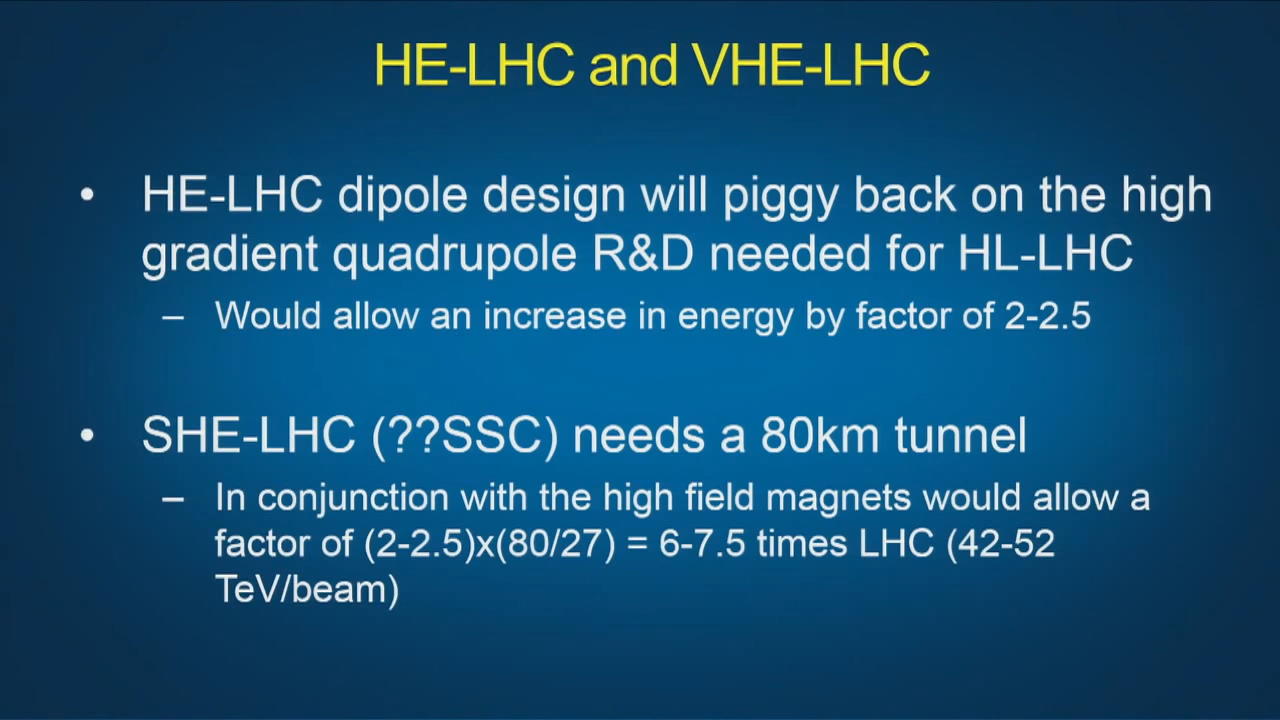 HE-LHC and VHE-LHC
• HE-LHC dipole design will piggy back on the high
gradient quadrupole R&D needed for HL-LHC
– Would allow an increase in energy by factor of 2-2.5
• SHE-LHC (??SSC) needs a 80km tunnel
– In conjunction with the high field magnets would allow a
factor of (2-2.5)x(80/27) = 6-7.5 times LHC (42-52
TeV/beam)